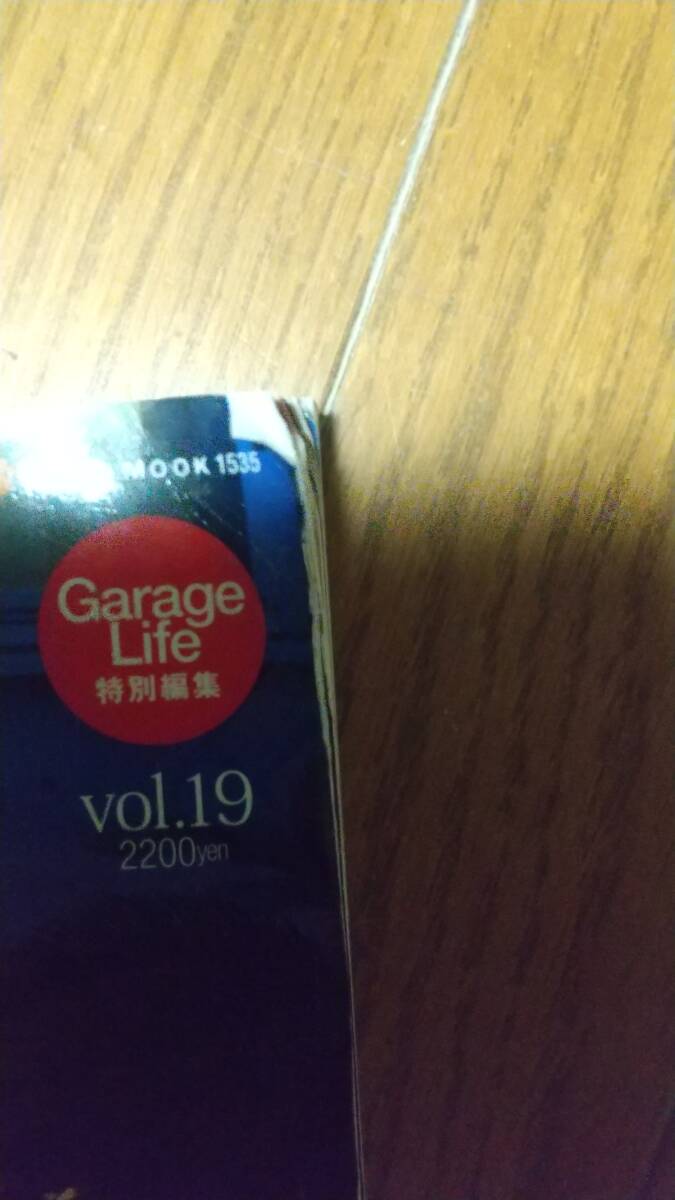 MOOK 1535
Garage
Life
特別編集
vol.19
2200yen